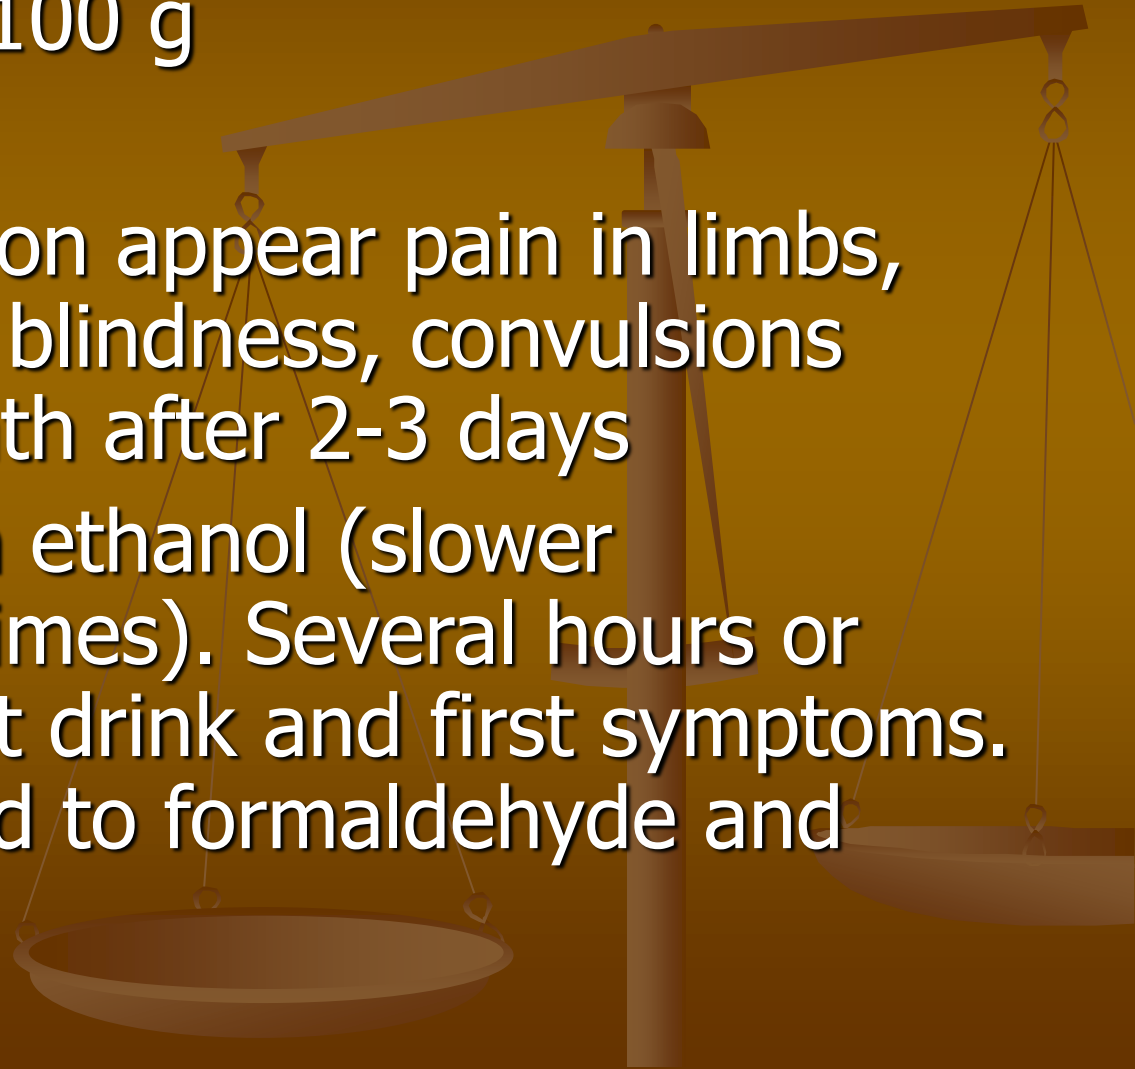 100 g
on appear pain in limbs,
blindness, convulsions
th after 2-3 days
ethanol (slower
imes). Several hours or
t drink and first symptoms.
d to formaldehyde and